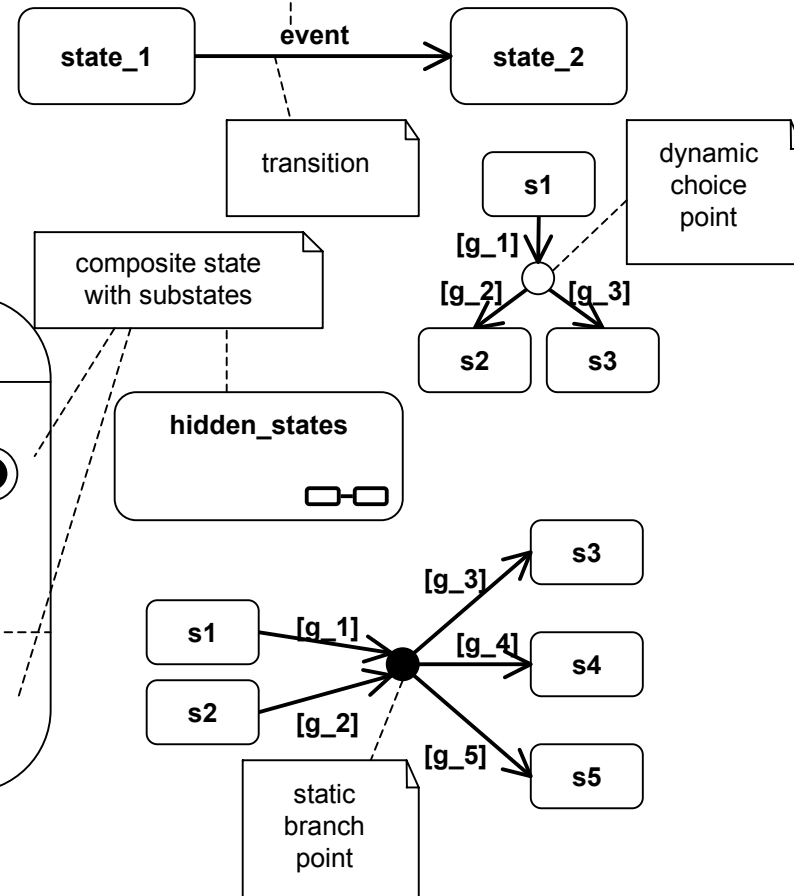 event
state_1
state_2
transition
dynamic
choice
point
s1
[g_1]
[g_2]
[g_3]
s2
s3
composite state
with substates
hidden_states
s3
[g_3]
s1
[g_1]
[g_4]
s4
s2
[g_2]
[g_5]
s5
static
branch
point